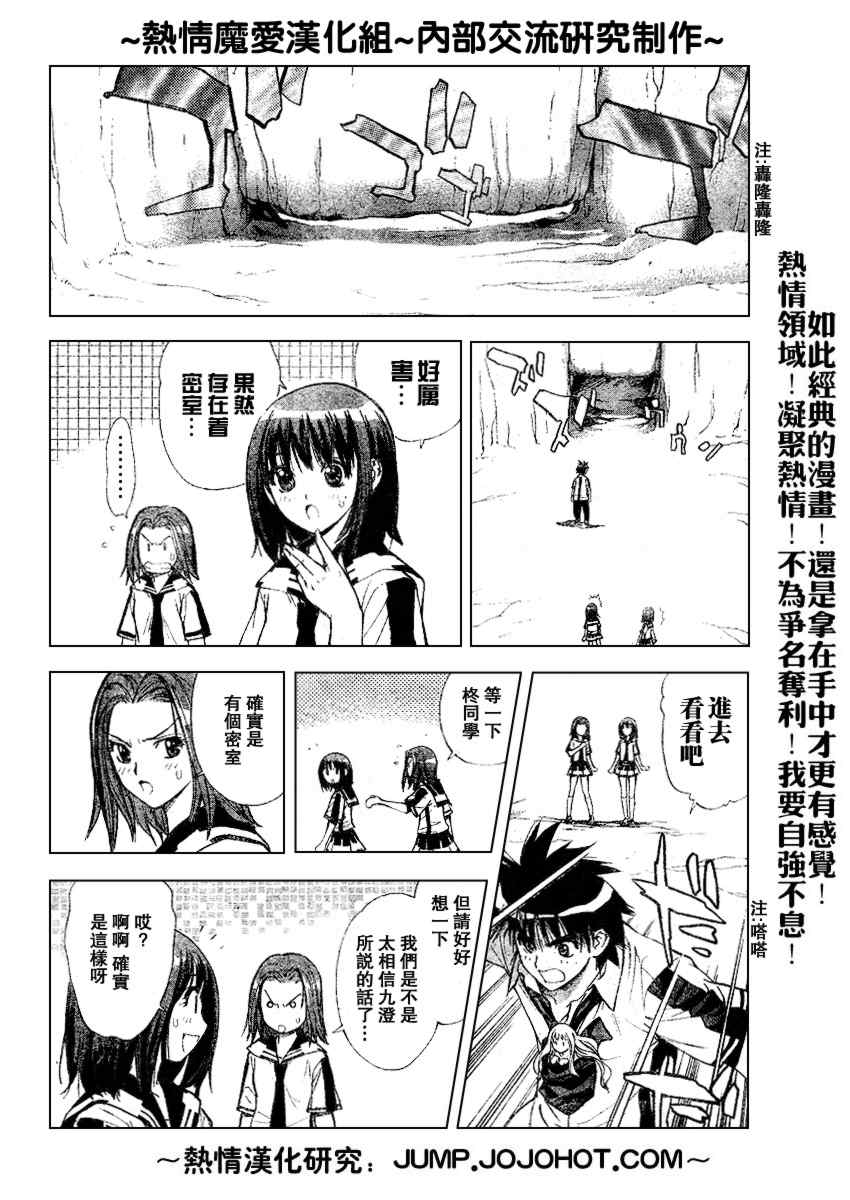 ~熱情魔愛漢化組~內部交流研究制作~
注:轟隆轟隆
如此經典的漫畫！還是拿在手中才更有感覺！
熱情領域！凝聚熱情！不為爭名奪利！我要自強不息！
好厲
害…
果然
存在着
密室…
………
進去
看看吧
注:嗒嗒
等一下
柊同學
確實是
有個密室
但請好好
想一下
我們是不是
太相信九澄
所説的話了…
哎？
啊啊 確實
是這樣呀
～熱情漢化研究：JUMP.JOJOHOT.COM～